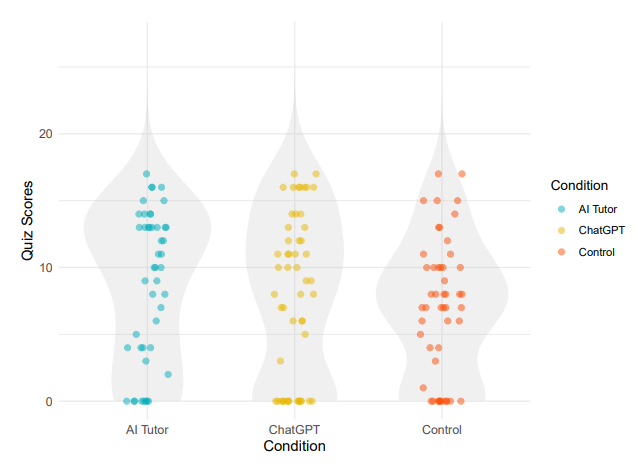 Quiz Scores
20
10
0
AI Tutor
ChatGPT
Control
Condition
Condition
AI Tutor
ChatGPT
Control